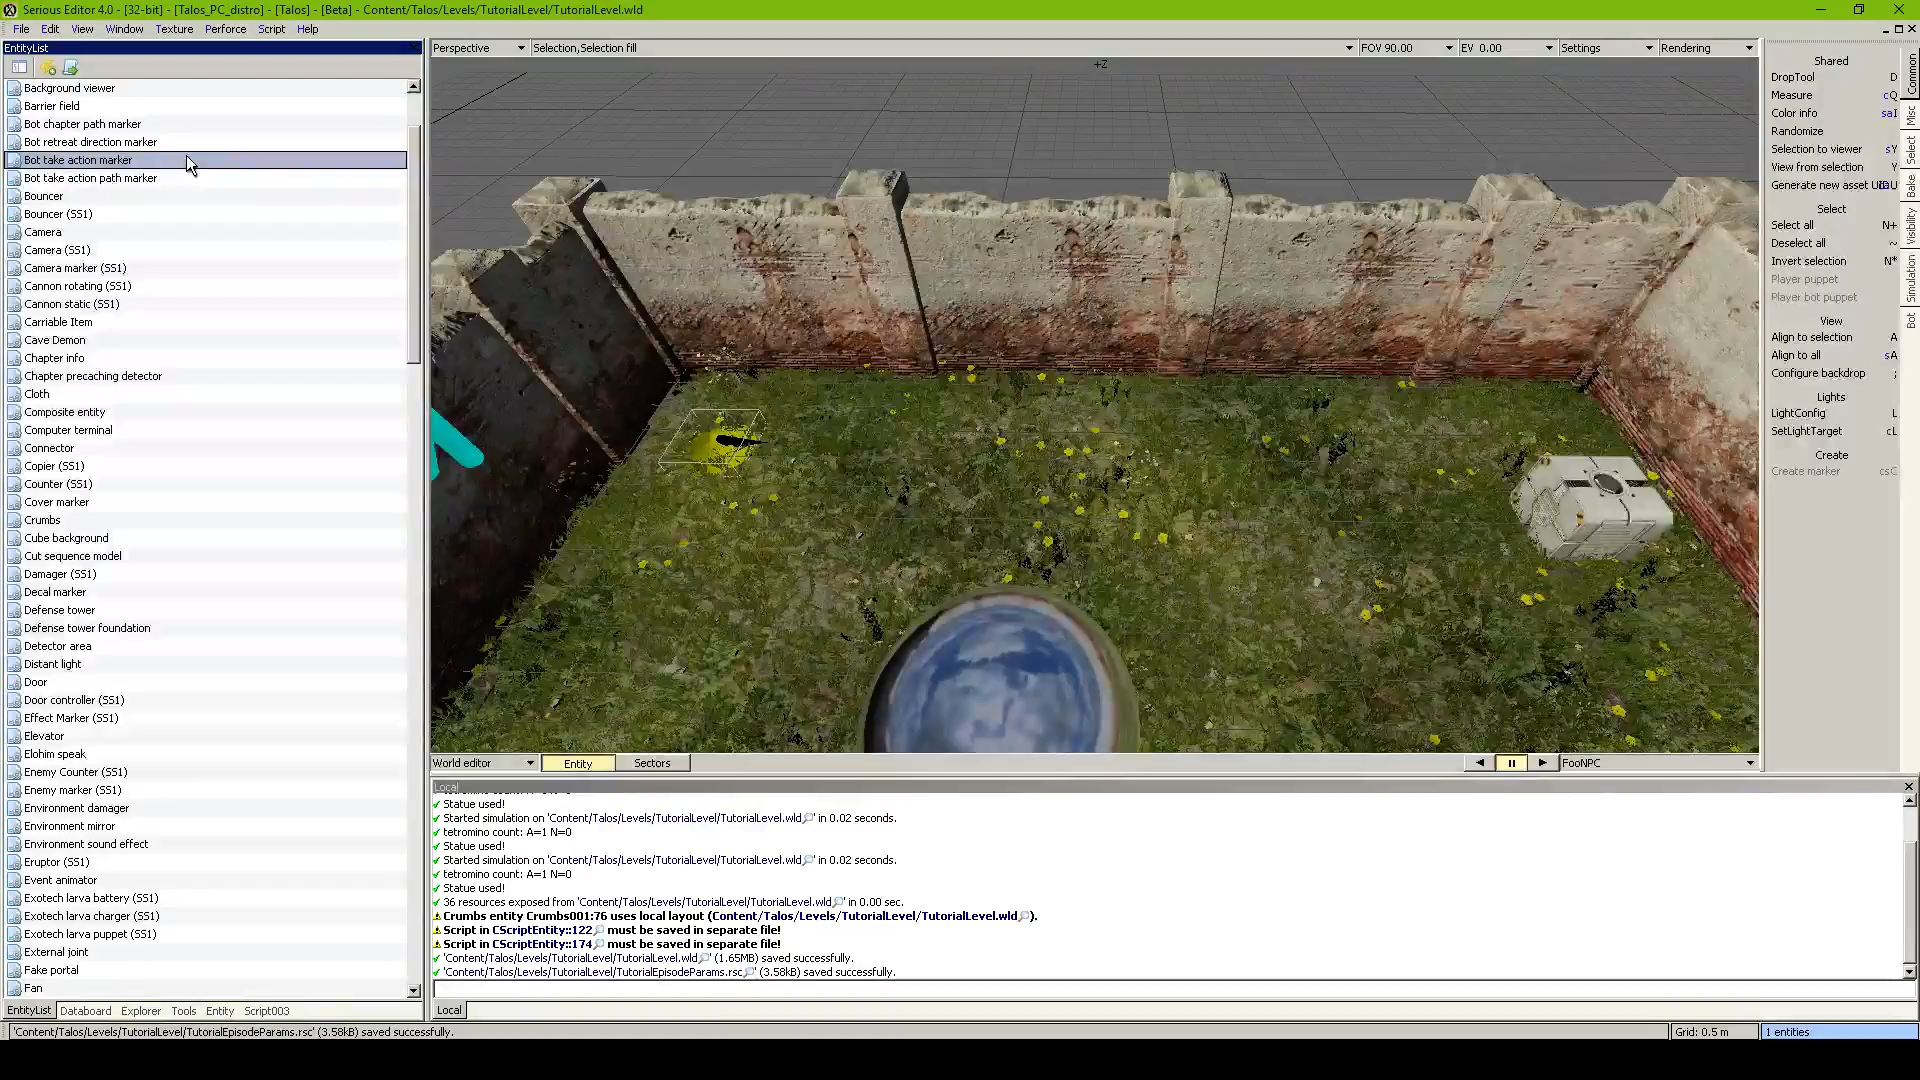 Serious Editor 4.0 - [32-bit] - [Talos_PC_distro] - [Talos] - [Beta] - Content/Talos/Levels/TutorialLevel/TutorialLevel.wld
File Edit View Window Texture Perforce Script Help
EntityList
Background viewer
Barrier field
Bot chapter path marker
Bot retreat direction marker
Bot take action marker
Bot take action path marker
Bouncer
Bouncer (SS1)
Camera
Camera (SS1)
Camera marker (SS1)
Cannon rotating (SS1)
Cannon static (SS1)
Carriable Item
Cave Demon
Chapter info
Chapter precaching detector
Cloth
Composite entity
Computer terminal
Connector
Copier (SS1)
Counter (SS1)
Cover marker
Crumbs
Cube background
Cut sequence model
Damager (SS1)
Decal marker
Defense tower
Defense tower foundation
Detector area
Distant light
Door
Door controller (SS1)
Effect Marker (SS1)
Elevator
Elohim speak
Enemy Counter (SS1)
Enemy marker (SS1)
Environment damager
Environment mirror
Environment sound effect
Eruptor (SS1)
Event animator
Exotech larva battery (SS1)
Exotech larva charger (SS1)
Exotech larva puppet (SS1)
External joint
Fake portal
Fan
EntityList Databoard Explorer Tools Entity Script003
Perspective Selection,Selection fill FOV 90.00 EV 0.00 Settings Rendering
+Z
World editor Entity Sectors FooNPC
Local
Statue used!
Started simulation on 'Content/Talos/Levels/TutorialLevel/TutorialLevel.wld' in 0.02 seconds.
tetromino count: A=1 N=0
Statue used!
Started simulation on 'Content/Talos/Levels/TutorialLevel/TutorialLevel.wld' in 0.02 seconds.
tetromino count: A=1 N=0
Statue used!
36 resources exposed from 'Content/Talos/Levels/TutorialLevel/TutorialLevel.wld' in 0.00 sec.
Crumbs entity Crumbs001:76 uses local layout (Content/Talos/Levels/TutorialLevel/TutorialLevel.wld).
Script in CScriptEntity::122 must be saved in separate file!
Script in CScriptEntity::174 must be saved in separate file!
'Content/Talos/Levels/TutorialLevel/TutorialLevel.wld' (1.65MB) saved successfully.
'Content/Talos/Levels/TutorialLevel/TutorialEpisodeParams.rsc' (3.58kB) saved successfully.
Local
Shared
DropTool D
Measure cQ
Color info saI
Randomize
Selection to viewer sY
View from selection Y
Generate new asset
Select
Select all N+
Deselect all ~
Invert selection N*
Player puppet
Player bot puppet
View
Align to selection A
Align to all sA
Configure backdrop ;
Lights
LightConfig L
SetLightTarget cL
Create
Create marker csC
Common
Misc
Select
Bake
Visibility
Simulation
Bot
'Content/Talos/Levels/TutorialLevel/TutorialEpisodeParams.rsc' (3.58kB) saved successfully.
Grid: 0.5 m
1 entities